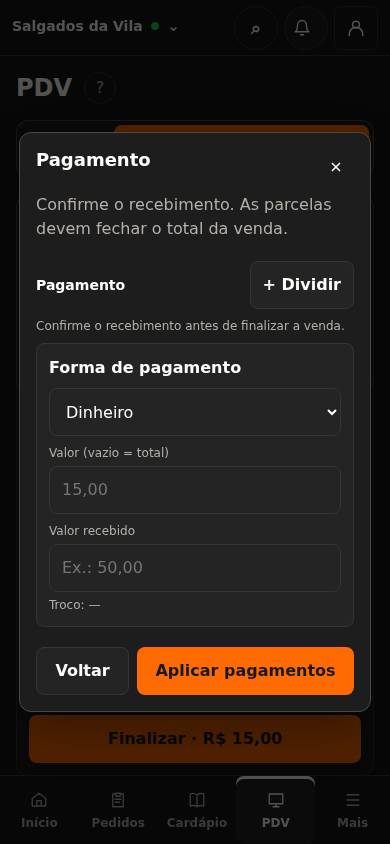 Salgados da Vila
PDV ?
Pagamento ×
Confirme o recebimento. As parcelas
devem fechar o total da venda.
Pagamento + Dividir
Confirme o recebimento antes de finalizar a venda.
Forma de pagamento
Dinheiro
Valor (vazio = total)
15,00
Valor recebido
Ex.: 50,00
Troco: —
Voltar Aplicar pagamentos
Finalizar · R$ 15,00
Início Pedidos Cardápio PDV Mais